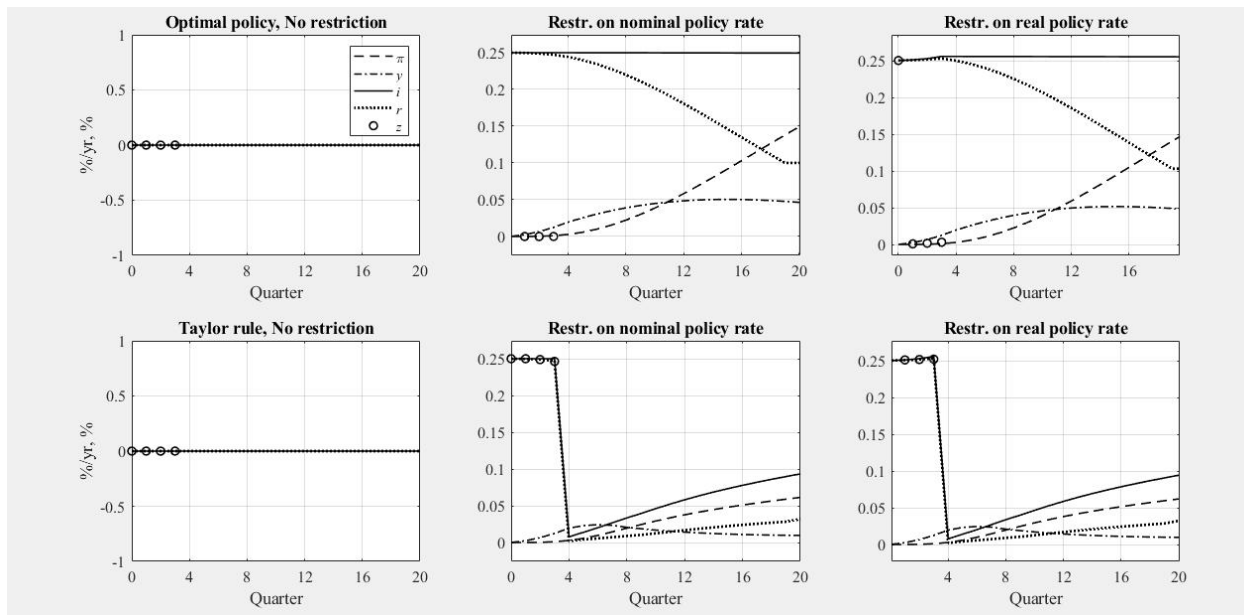 Optimal policy, No restriction
1
0.5
0
-0.5
-1
%/yr, %
0 4 8 12 16 20
Quarter
π
y
i
r
z
Restr. on nominal policy rate
0.25
0.2
0.15
0.1
0.05
0
4 8 12 16 20
Quarter
Restr. on real policy rate
0.25
0.2
0.15
0.1
0.05
0
0 4 8 12 16
Quarter
Taylor rule, No restriction
1
0.5
0
-0.5
-1
%/yr, %
0 4 8 12 16 20
Quarter
Restr. on nominal policy rate
0.25
0.2
0.15
0.1
0.05
0
0 4 8 12 16 20
Quarter
Restr. on real policy rate
0.25
0.2
0.15
0.1
0.05
0
4 8 12 16 20
Quarter